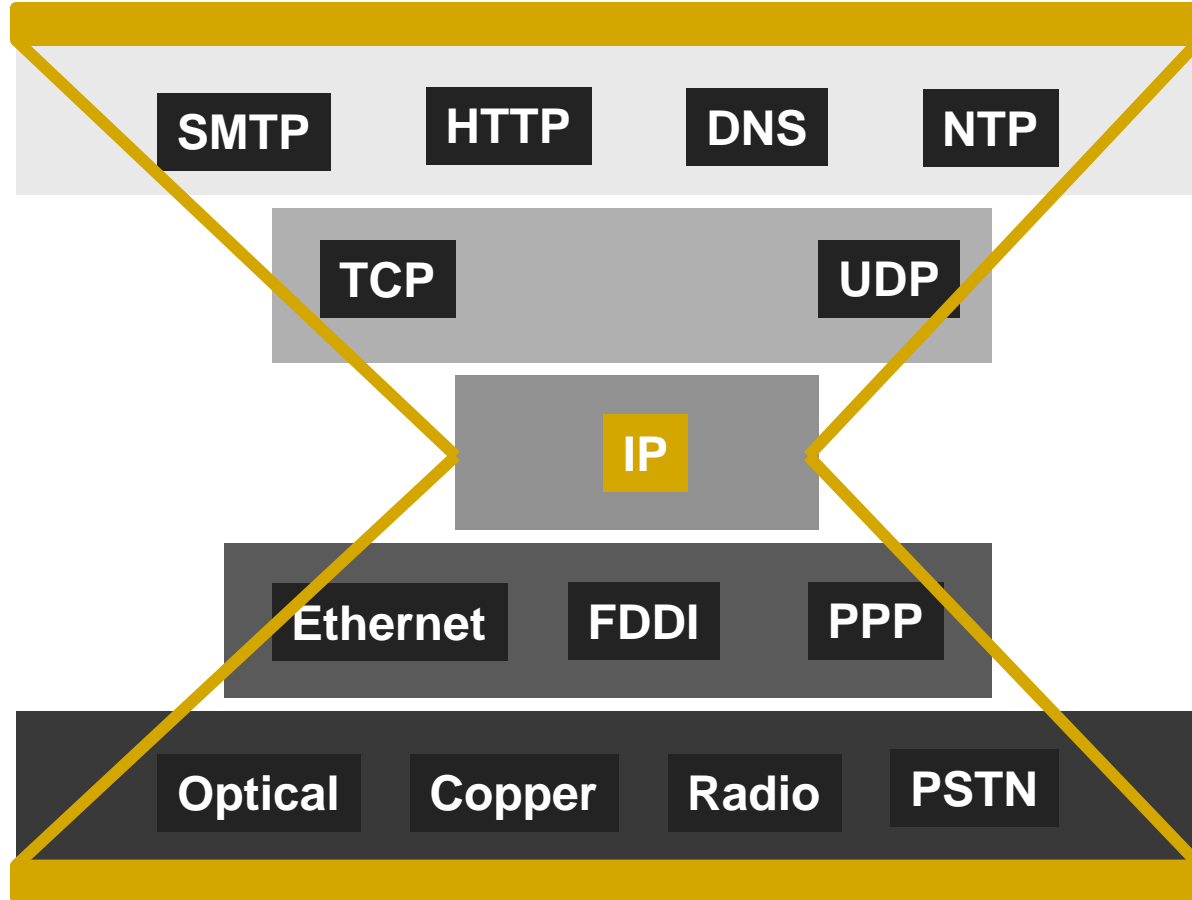 SMTP HTTP DNS NTP
TCP UDP
IP
Ethernet FDDI PPP
Optical Copper Radio PSTN